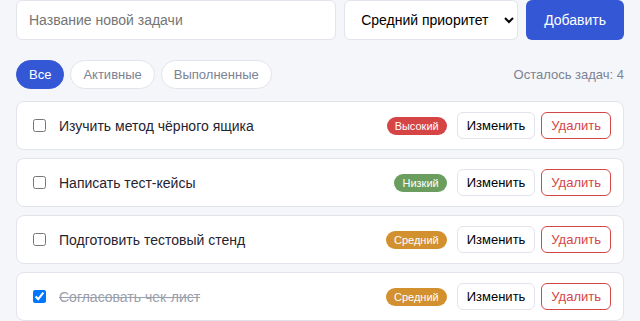 Название новой задачи Средний приоритет Добавить
Все Активные Выполненные Осталось задач: 4
Изучить метод чёрного ящика Высокий Изменить Удалить
Написать тест-кейсы Низкий Изменить Удалить
Подготовить тестовый стенд Средний Изменить Удалить
Согласовать чек-лист Средний Изменить Удалить